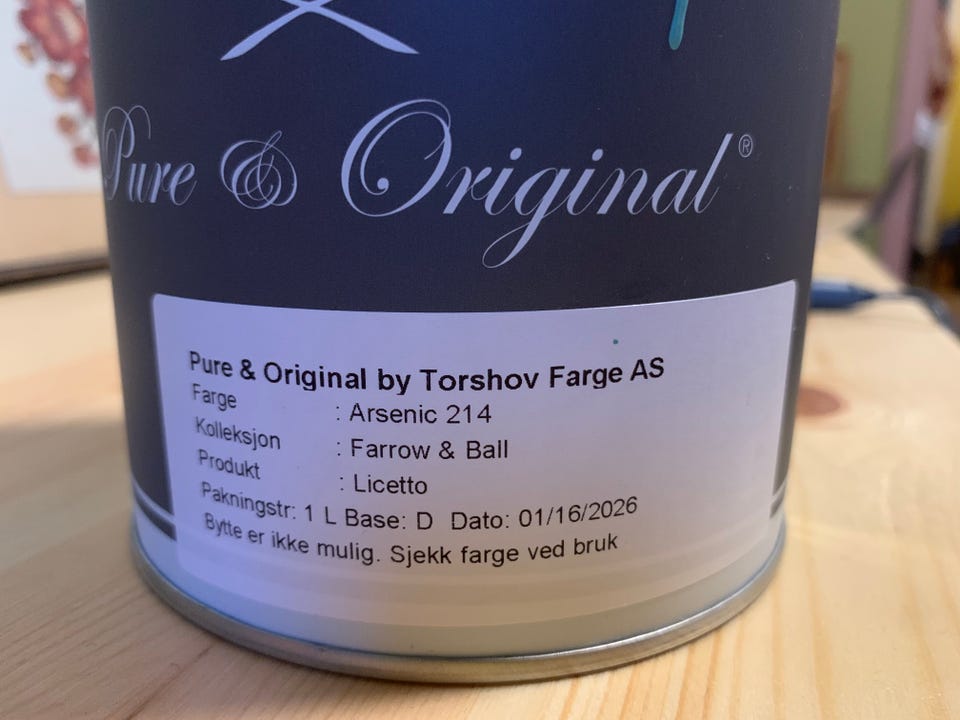 Pure & Original®
Pure & Original by Torshov Farge AS
Farge : Arsenic 214
Kolleksjon : Farrow & Ball
Produkt : Licetto
Pakningstr: 1 L Base: D Dato: 01/16/2026
Bytte er ikke mulig. Sjekk farge ved bruk